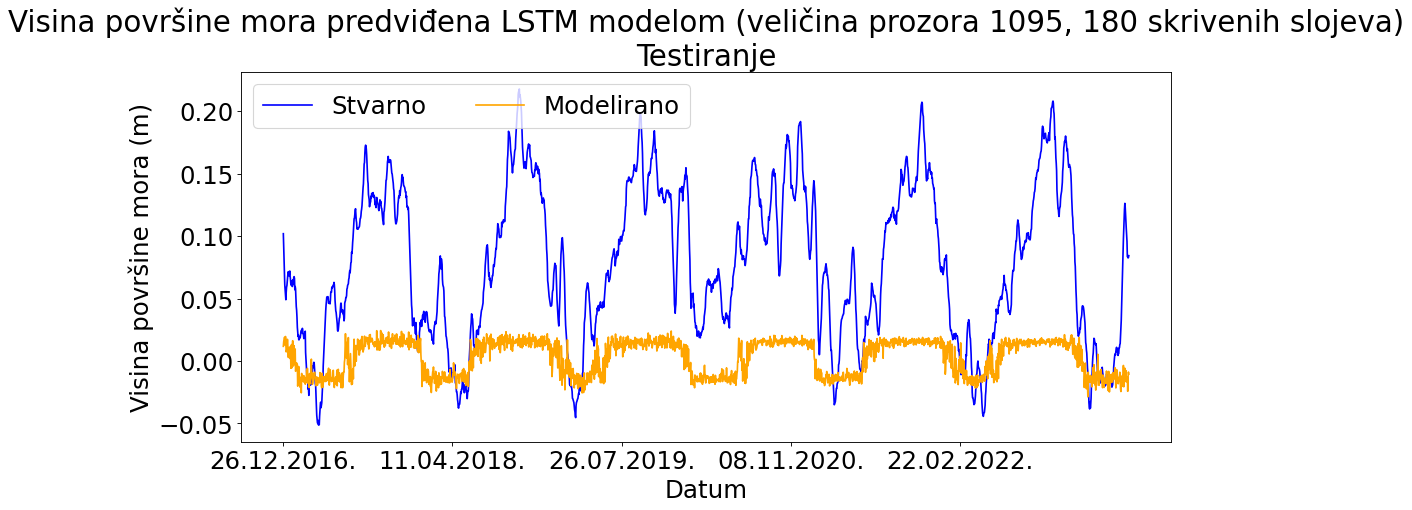 Visina površine mora predviđena LSTM modelom (veličina prozora 1095, 180 skrivenih slojeva)
Testiranje
Stvarno
Modelirano
Visina površine mora (m)
0.20
0.15
0.10
0.05
0.00
−0.05
26.12.2016.
11.04.2018.
26.07.2019.
08.11.2020.
22.02.2022.
Datum